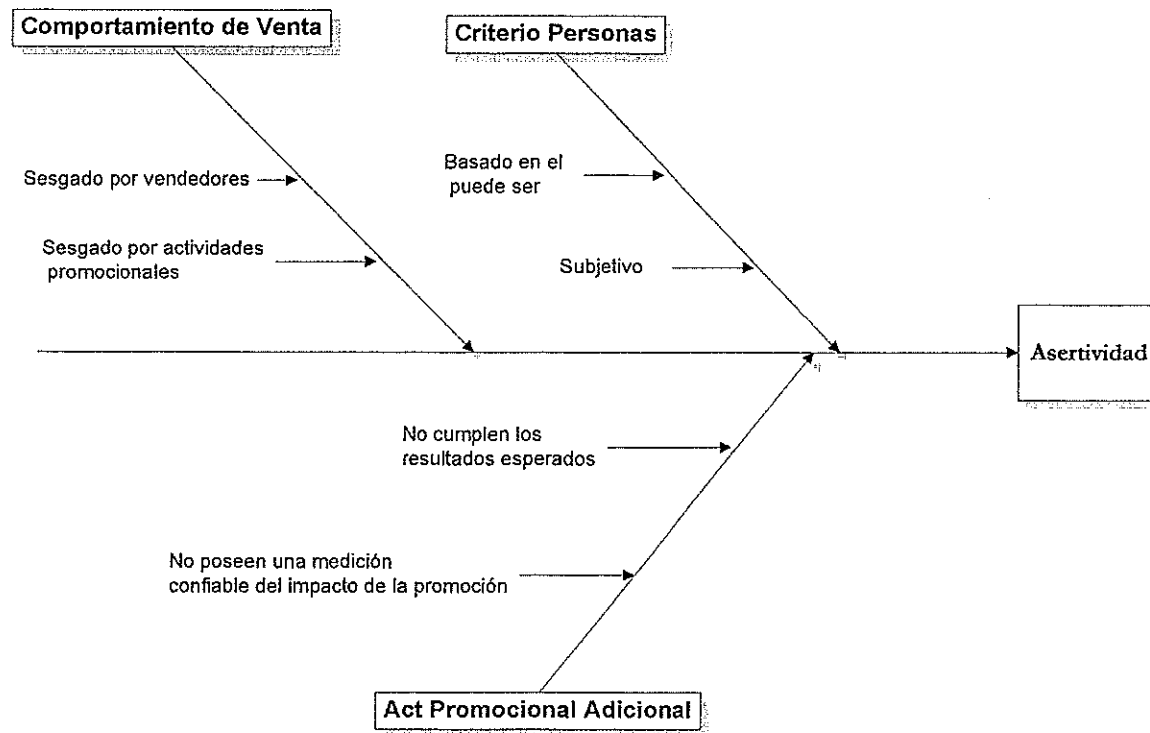 Comportamiento de Venta
Criterio Personas
Sesgado por vendedores
Basado en el
puede ser
Sesgado por actividades
promocionales
Subjetivo
Asertividad
No cumplen los
resultados esperados
No poseen una medición
confiable del impacto de la promoción
Act Promocional Adicional